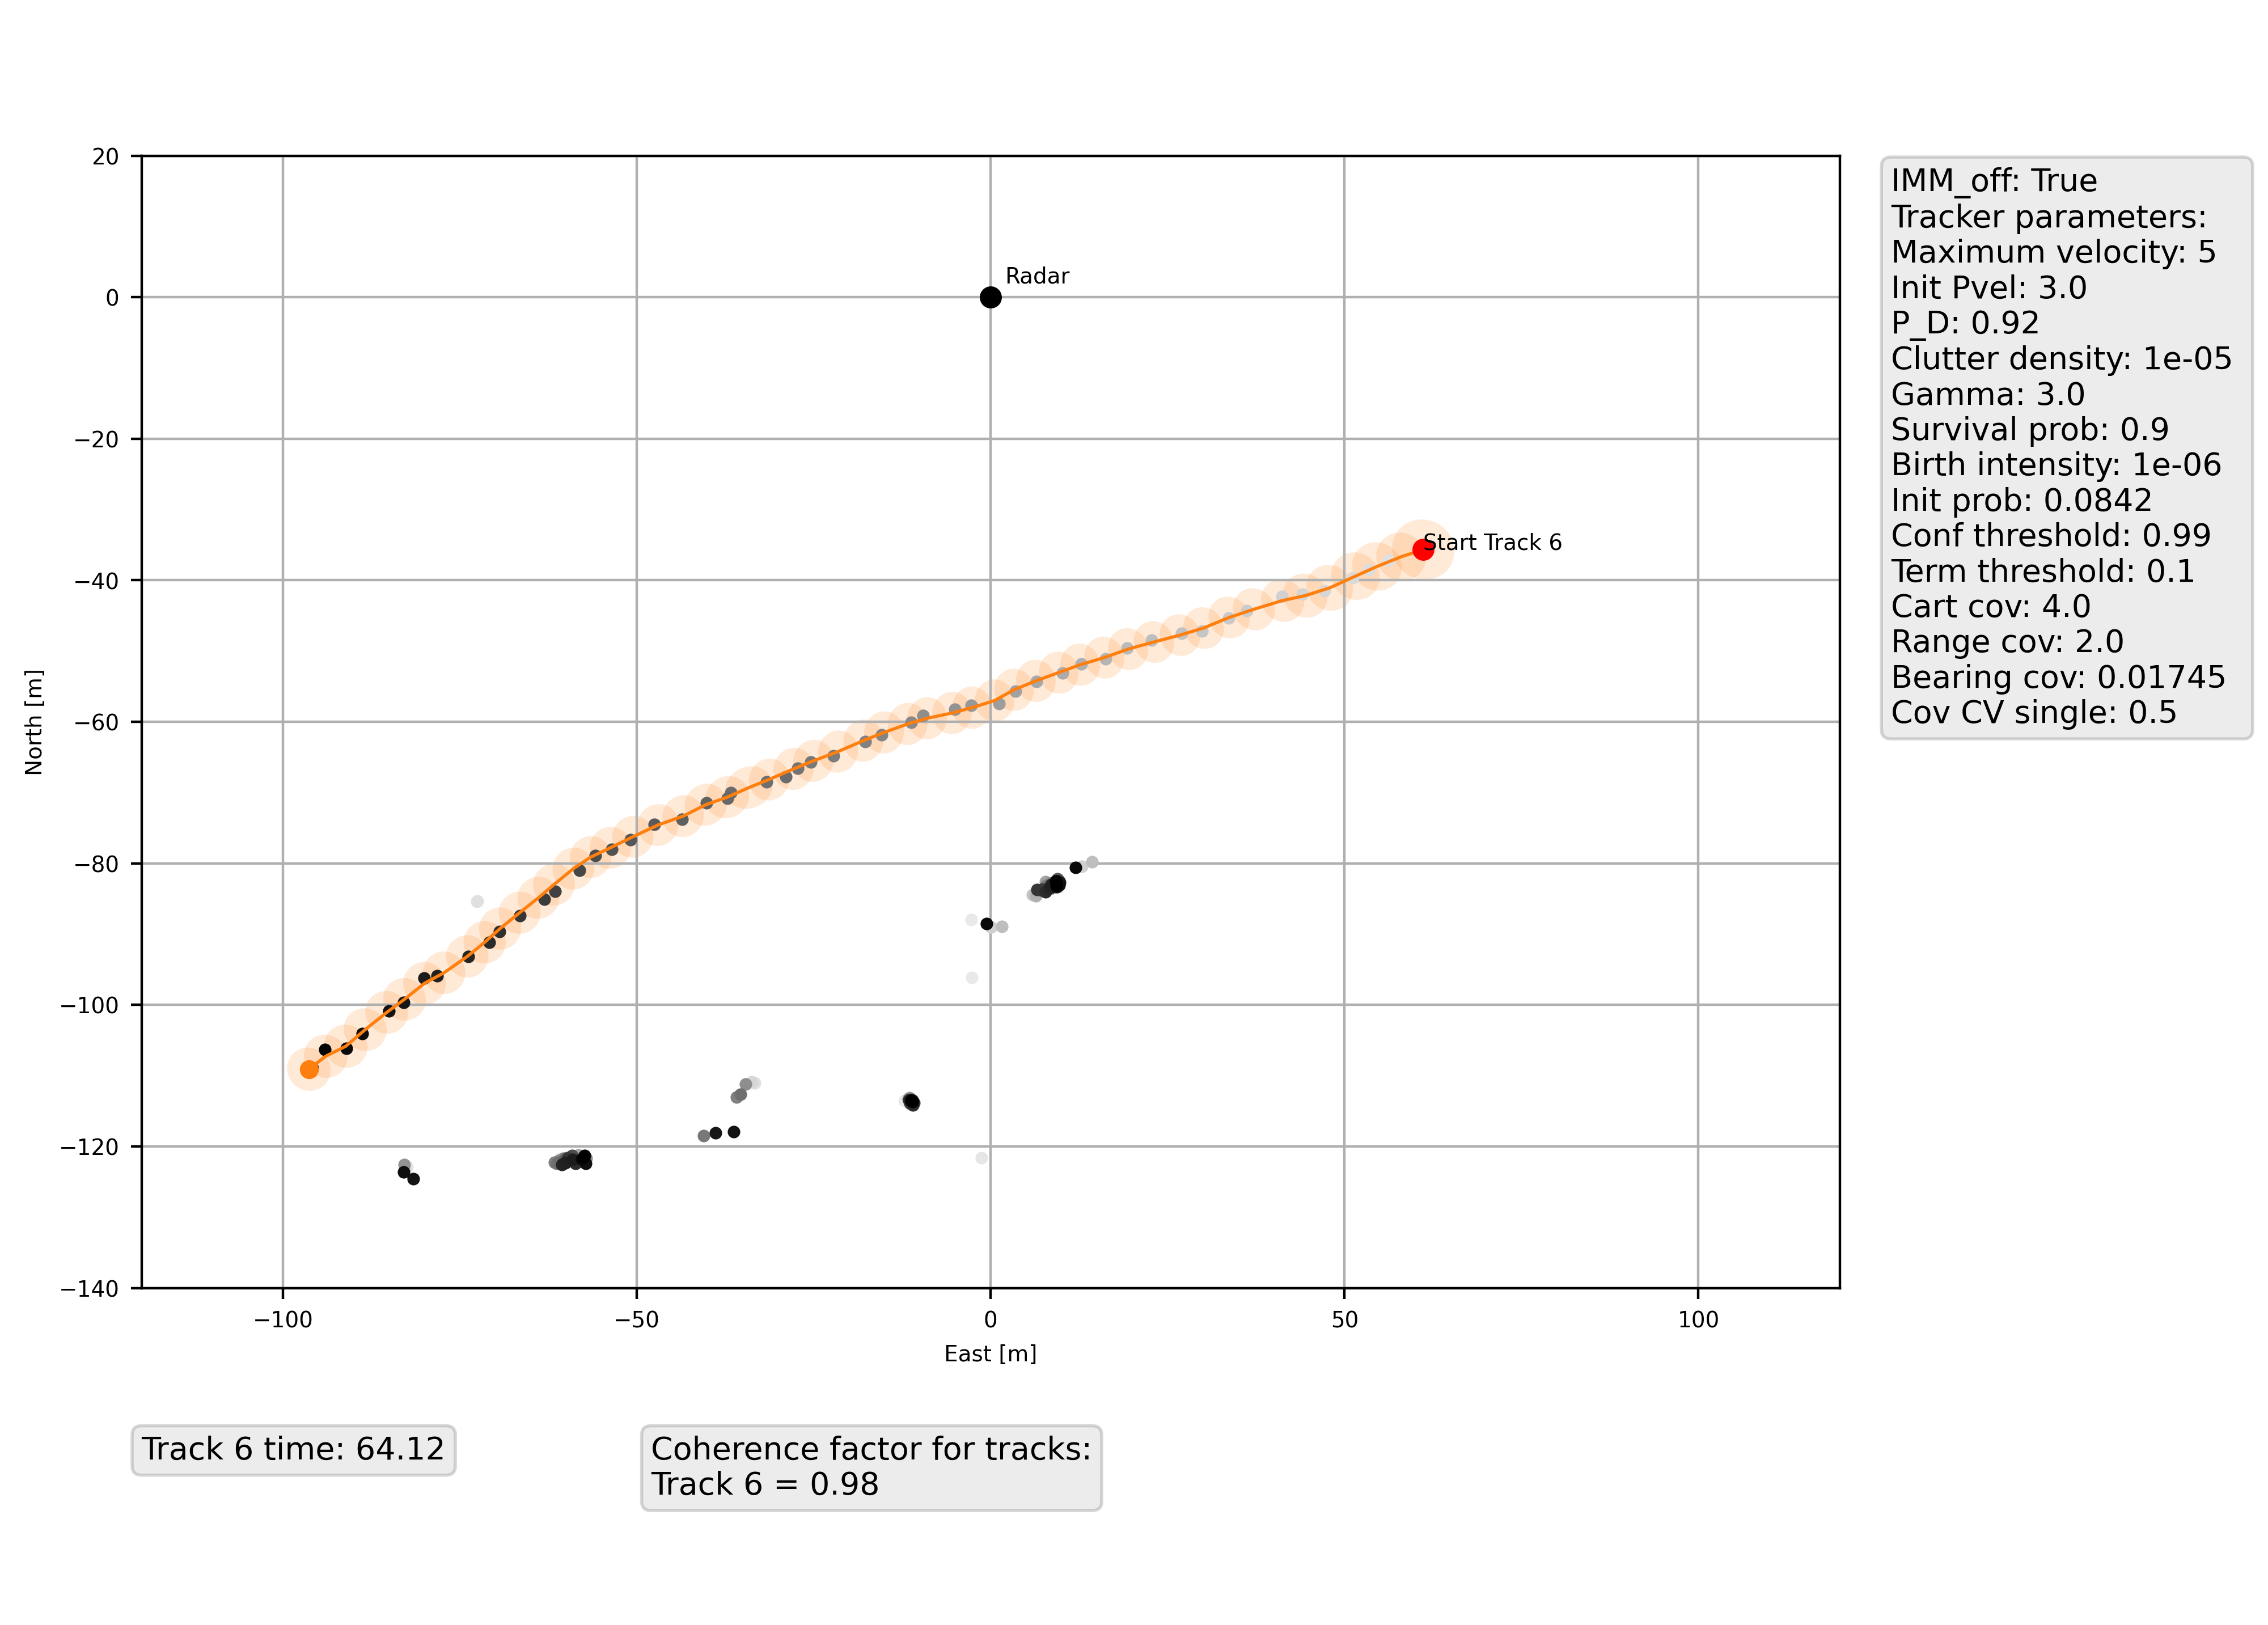 20
0
−20
−40
−60
−80
−100
−120
−140
North [m]
Radar
Start Track 6
−100
−50
0
50
100
East [m]
IMM_off: True
Tracker parameters:
Maximum velocity: 5
Init Pvel: 3.0
P_D: 0.92
Clutter density: 1e-05
Gamma: 3.0
Survival prob: 0.9
Birth intensity: 1e-06
Init prob: 0.0842
Conf threshold: 0.99
Term threshold: 0.1
Cart cov: 4.0
Range cov: 2.0
Bearing cov: 0.01745
Cov CV single: 0.5
Track 6 time: 64.12
Coherence factor for tracks:
Track 6 = 0.98